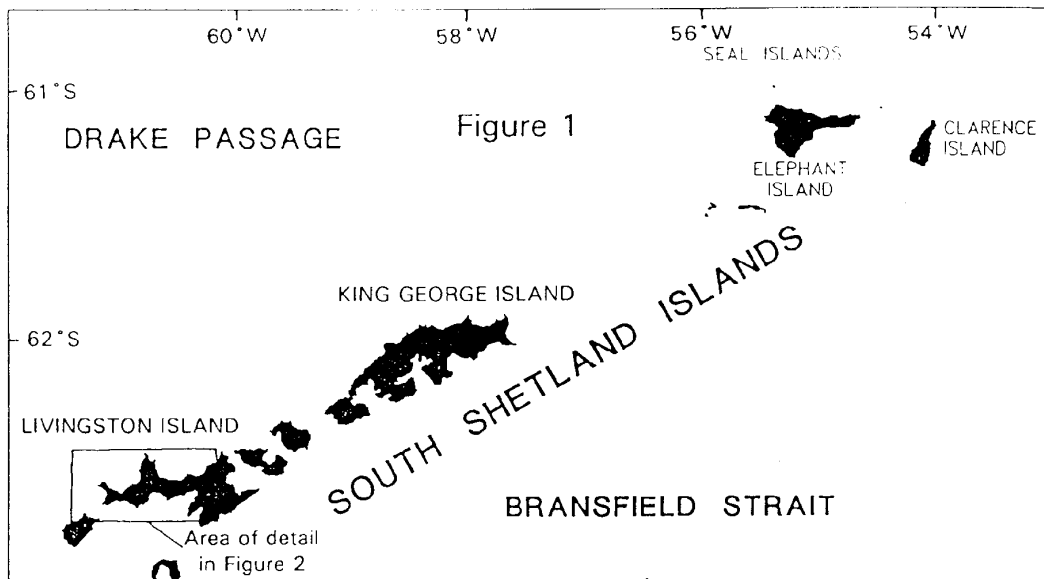 60°W
58°W
56°W
54°W
SEAL ISLANDS
61°S
DRAKE PASSAGE
Figure 1
CLARENCE
ISLAND
ELEPHANT
ISLAND
SOUTH SHETLAND ISLANDS
KING GEORGE ISLAND
62°S
LIVINGSTON ISLAND
BRANSFIELD STRAIT
Area of detail
in Figure 2